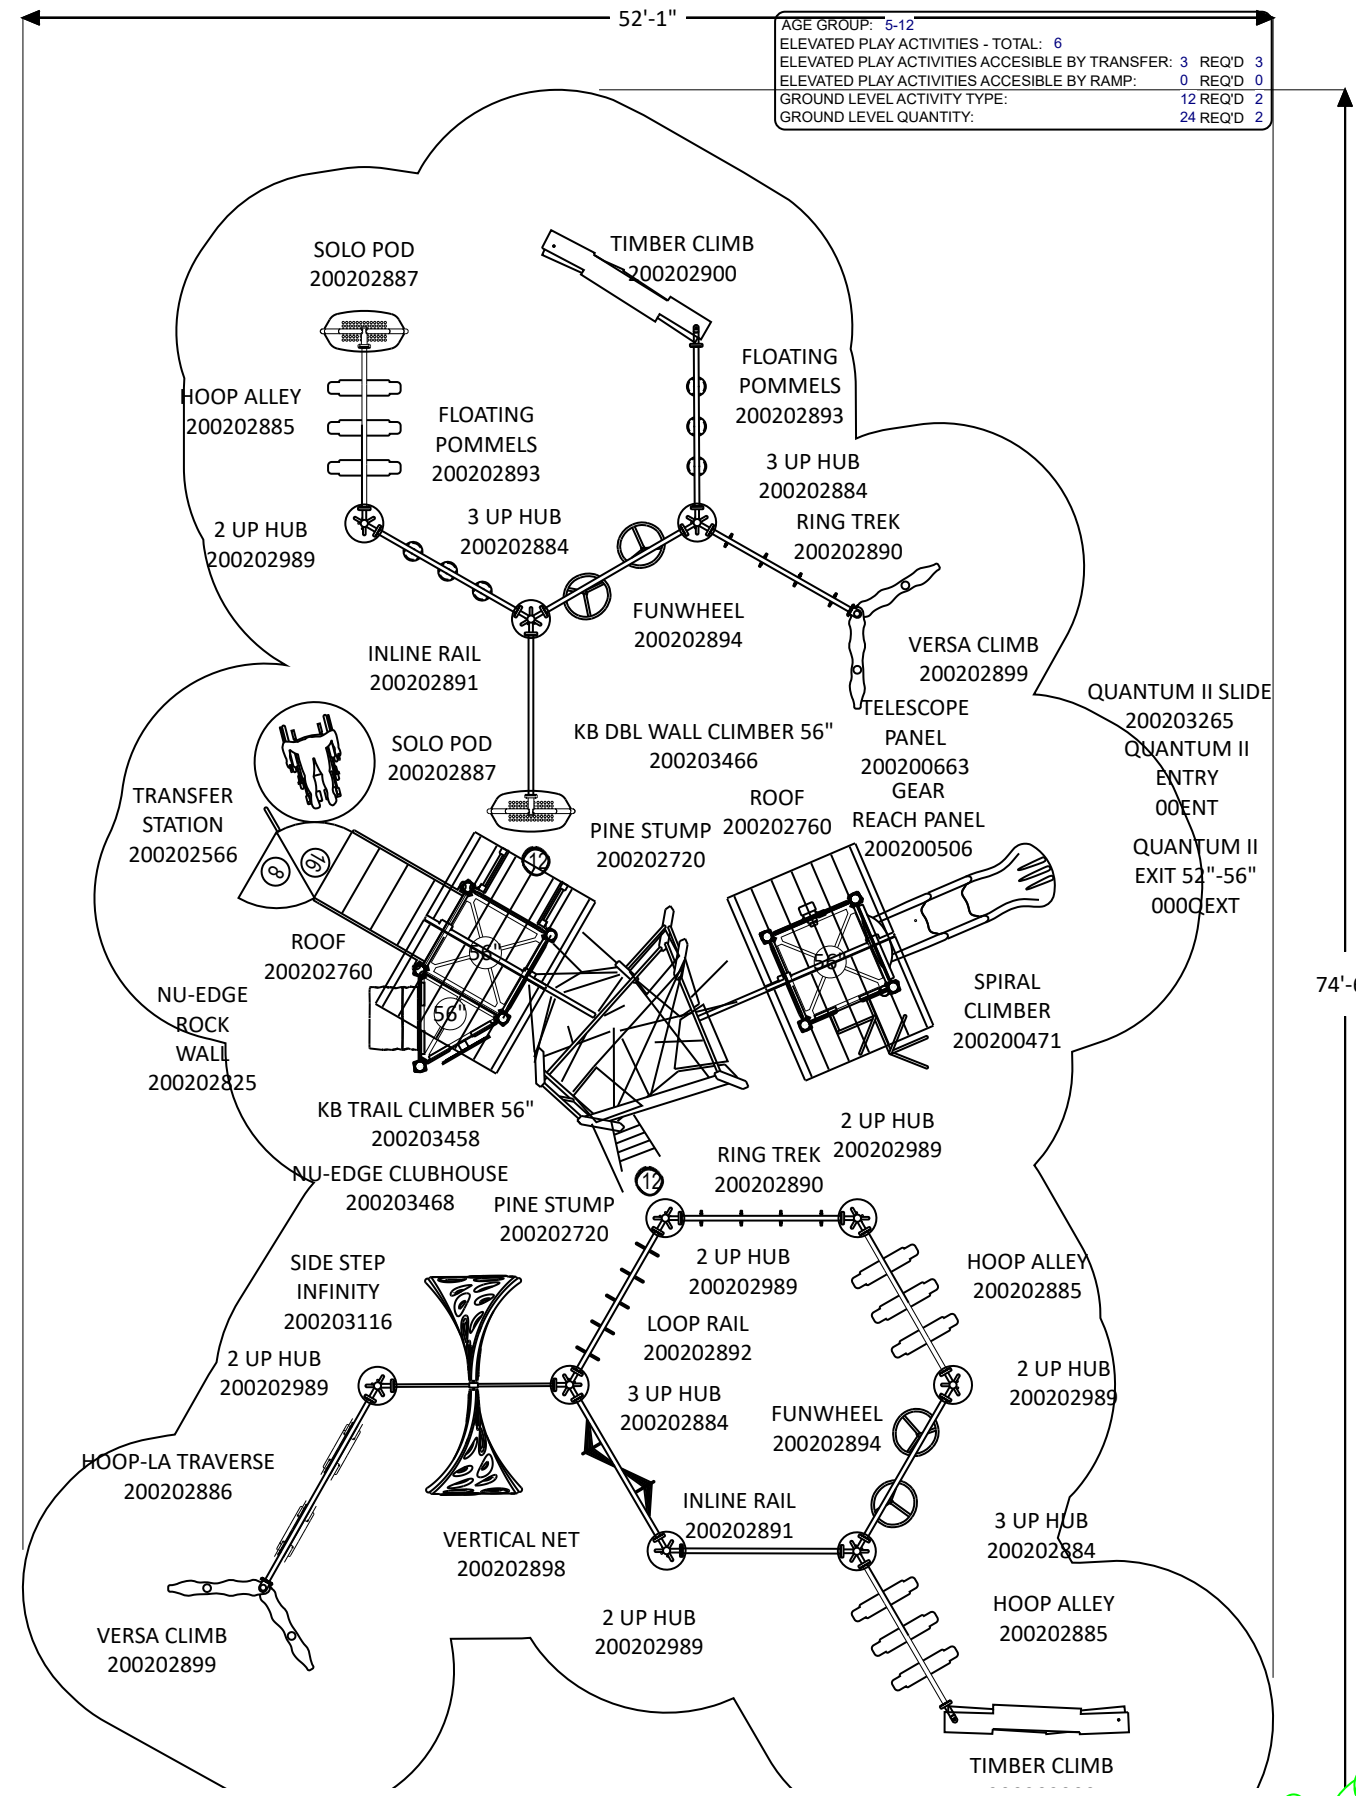 52'-1"
AGE GROUP: 5-12
ELEVATED PLAY ACTIVITIES - TOTAL: 6
ELEVATED PLAY ACTIVITIES ACCESIBLE BY TRANSFER: 3 REQ'D 3
ELEVATED PLAY ACTIVITIES ACCESIBLE BY RAMP: 0 REQ'D 0
GROUND LEVEL ACTIVITY TYPE: 12 REQ'D 2
GROUND LEVEL QUANTITY: 24 REQ'D 2
SOLO POD
200202887
TIMBER CLIMB
200202900
HOOP ALLEY
200202885
FLOATING
POMMELS
200202893
FLOATING
POMMELS
200202893
3 UP HUB
200202884
2 UP HUB
200202989
3 UP HUB
200202884
RING TREK
200202890
FUNWHEEL
200202894
INLINE RAIL
200202891
VERSA CLIMB
200202899
QUANTUM II SLIDE
200203265
QUANTUM II
ENTRY
00ENT
QUANTUM II
EXIT 52"-56"
000QEXT
TELESCOPE
PANEL
200200663
GEAR
REACH PANEL
200200506
KB DBL WALL CLIMBER 56"
200203466
SOLO POD
200202887
TRANSFER
STATION
200202566
ROOF
200202760
PINE STUMP
200202720
12
16
8
56"
56"
56"
ROOF
200202760
NU-EDGE
ROCK
WALL
200202825
SPIRAL
CLIMBER
200200471
74'-
KB TRAIL CLIMBER 56"
200203458
NU-EDGE CLUBHOUSE
200203468
2 UP HUB
200202989
RING TREK
200202890
12
PINE STUMP
200202720
SIDE STEP
INFINITY
200203116
2 UP HUB
200202989
HOOP ALLEY
200202885
LOOP RAIL
200202892
2 UP HUB
200202989
3 UP HUB
200202884
2 UP HUB
200202989
FUNWHEEL
200202894
HOOP-LA TRAVERSE
200202886
INLINE RAIL
200202891
VERTICAL NET
200202898
3 UP HUB
200202884
2 UP HUB
200202989
HOOP ALLEY
200202885
VERSA CLIMB
200202899
TIMBER CLIMB